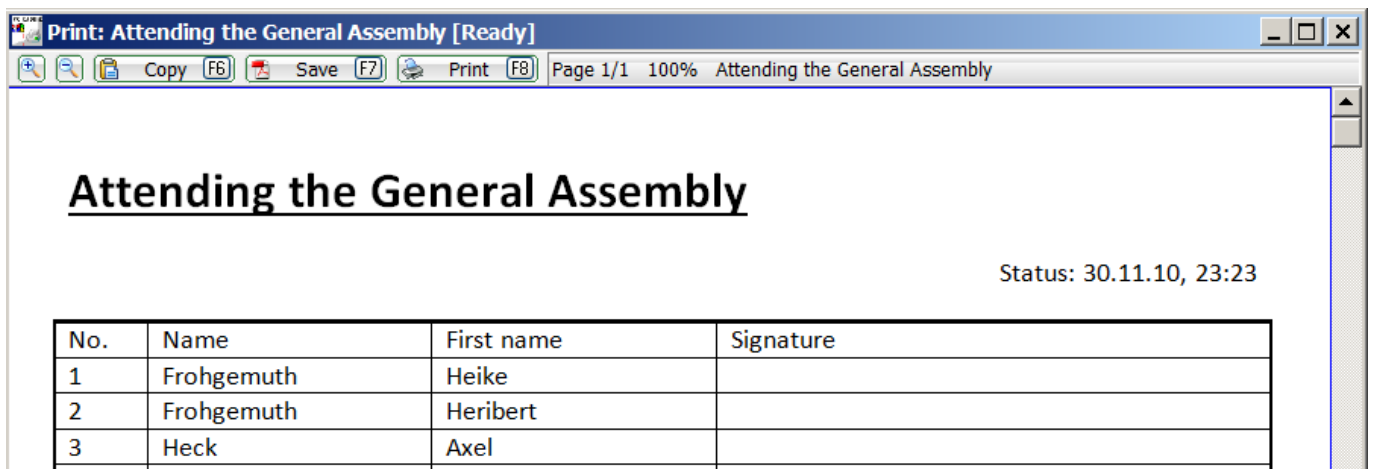 Print: Attending the General Assembly [Ready]
Copy F6 Save F7 Print F8 Page 1/1 100% Attending the General Assembly
Attending the General Assembly
Status: 30.11.10, 23:23
No. Name First name Signature
1 Frohgemuth Heike
2 Frohgemuth Heribert
3 Heck Axel